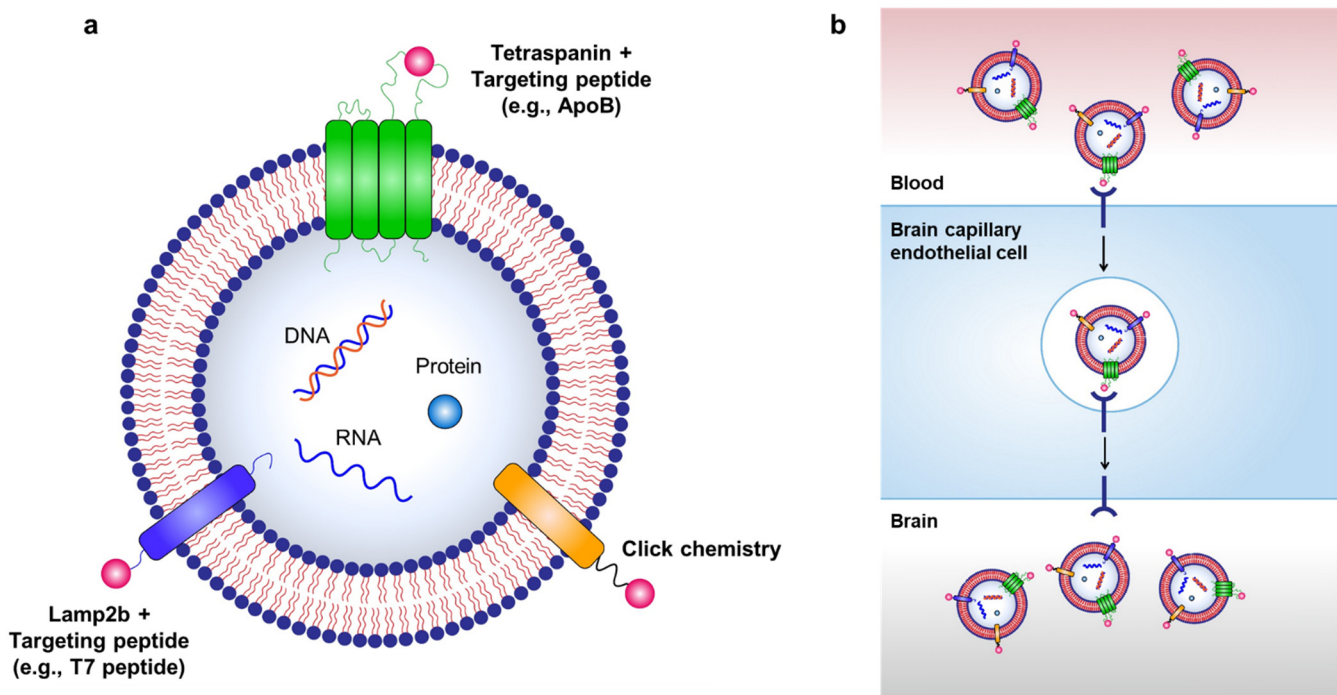 a
Tetraspanin +
Targeting peptide
(e.g., ApoB)
DNA
Protein
RNA
Click chemistry
Lamp2b +
Targeting peptide
(e.g., T7 peptide)
b
Blood
Brain capillary
endothelial cell
Brain